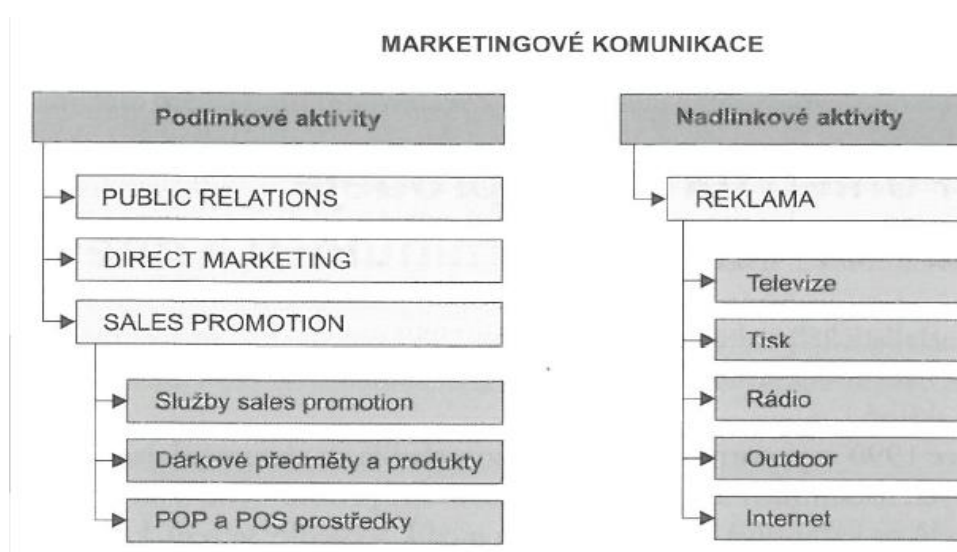 MARKETINGOVÉ KOMUNIKACE
Podlinkové aktivity
PUBLIC RELATIONS
DIRECT MARKETING
SALES PROMOTION
Služby sales promotion
Dárkové předměty a produkty
POP a POS prostředky
Nadlinkové aktivity
REKLAMA
Televize
Tisk
Rádio
Outdoor
Internet